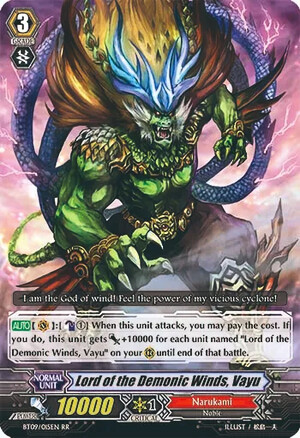 3
GRADE
"I am the God of wind! Feel the power of my vicious cyclone!"
AUTO [1]:[1] When this unit attacks, you may pay the cost. If
you do, this unit gets +10000 for each unit named "Lord of the
Demonic Winds, Vayu" on your until end of that battle.
NORMAL
UNIT
Lord of the Demonic Winds, Vayu
POWER
10000
1
CRITICAL
Narukami
Noble
BT09/015EN RR
ILLUST /